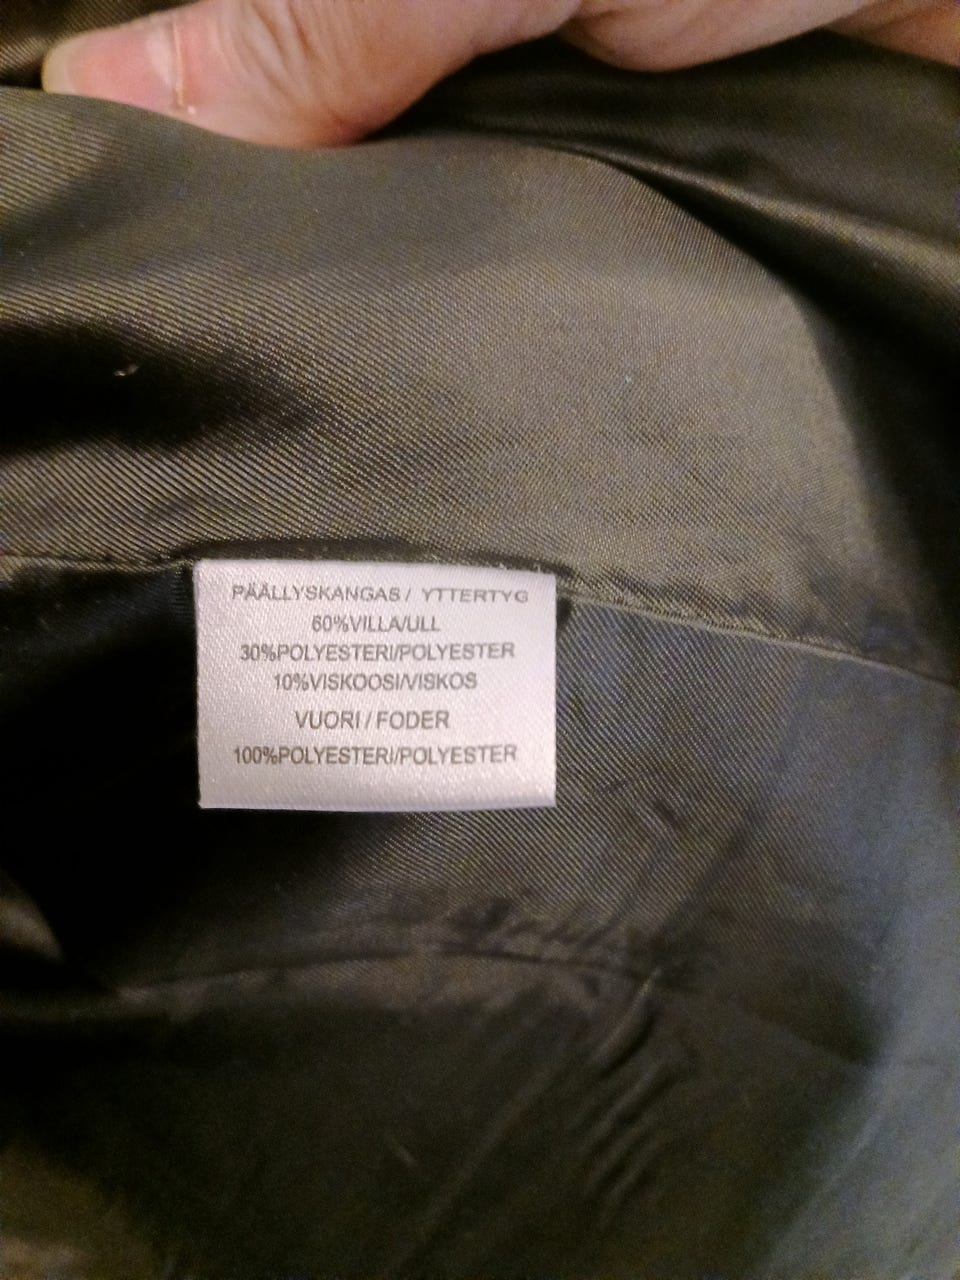 PÄÄLLYSKANGAS / YTTERTYG
60%VILLA/ULL
30%POLYESTERI/POLYESTER
10%VISKOOSI/VISKOS
VUORI / FODER
100%POLYESTERI/POLYESTER